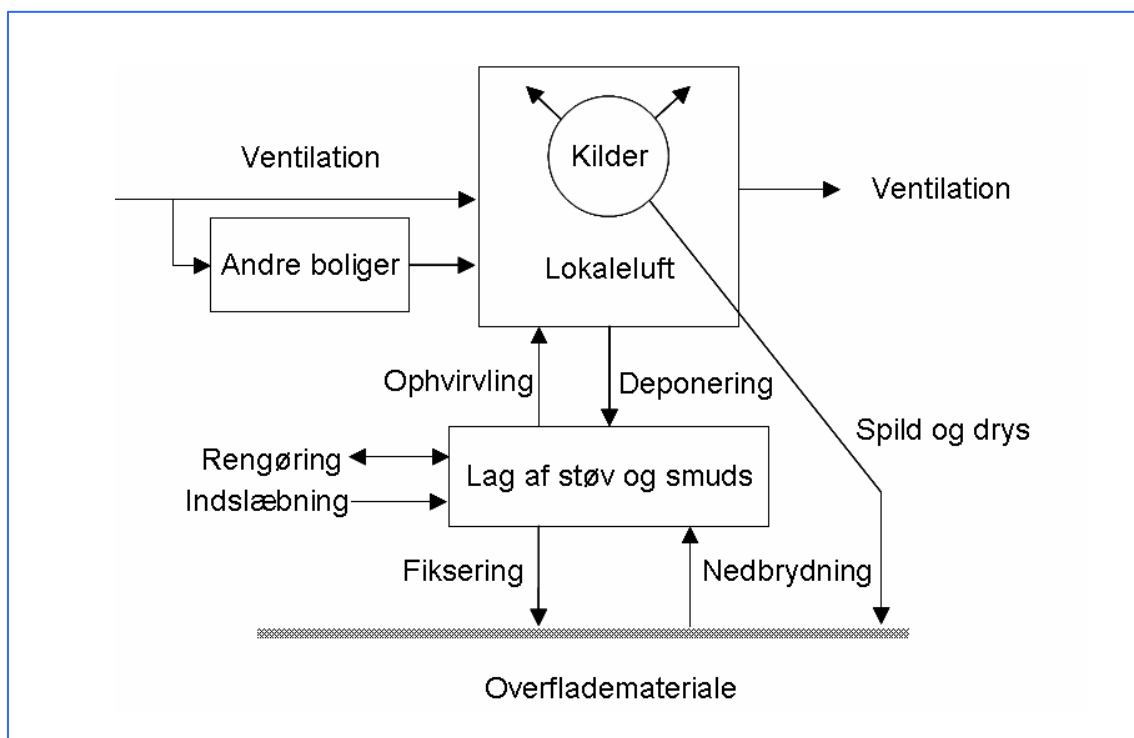 Kilder
Ventilation
Ventilation
Andre boliger
Lokaleluft
Ophvirvling
Deponering
Spild og drys
Rengøring
Lag af støv og smuds
Indslæbning
Fiksering
Nedbrydning
Overflademateriale